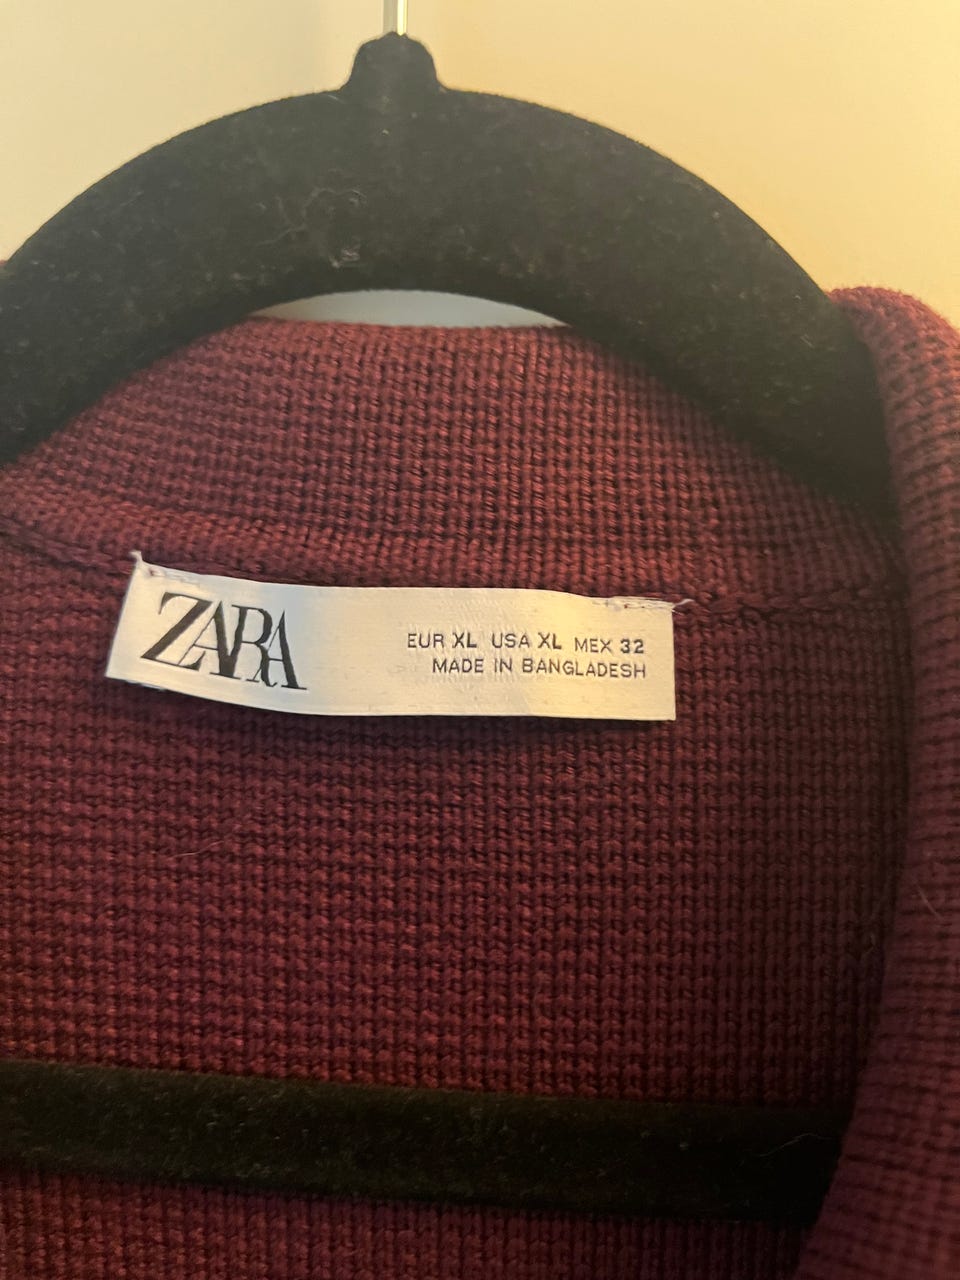 ZARA
EUR XL USA XL MEX 32
MADE IN BANGLADESH